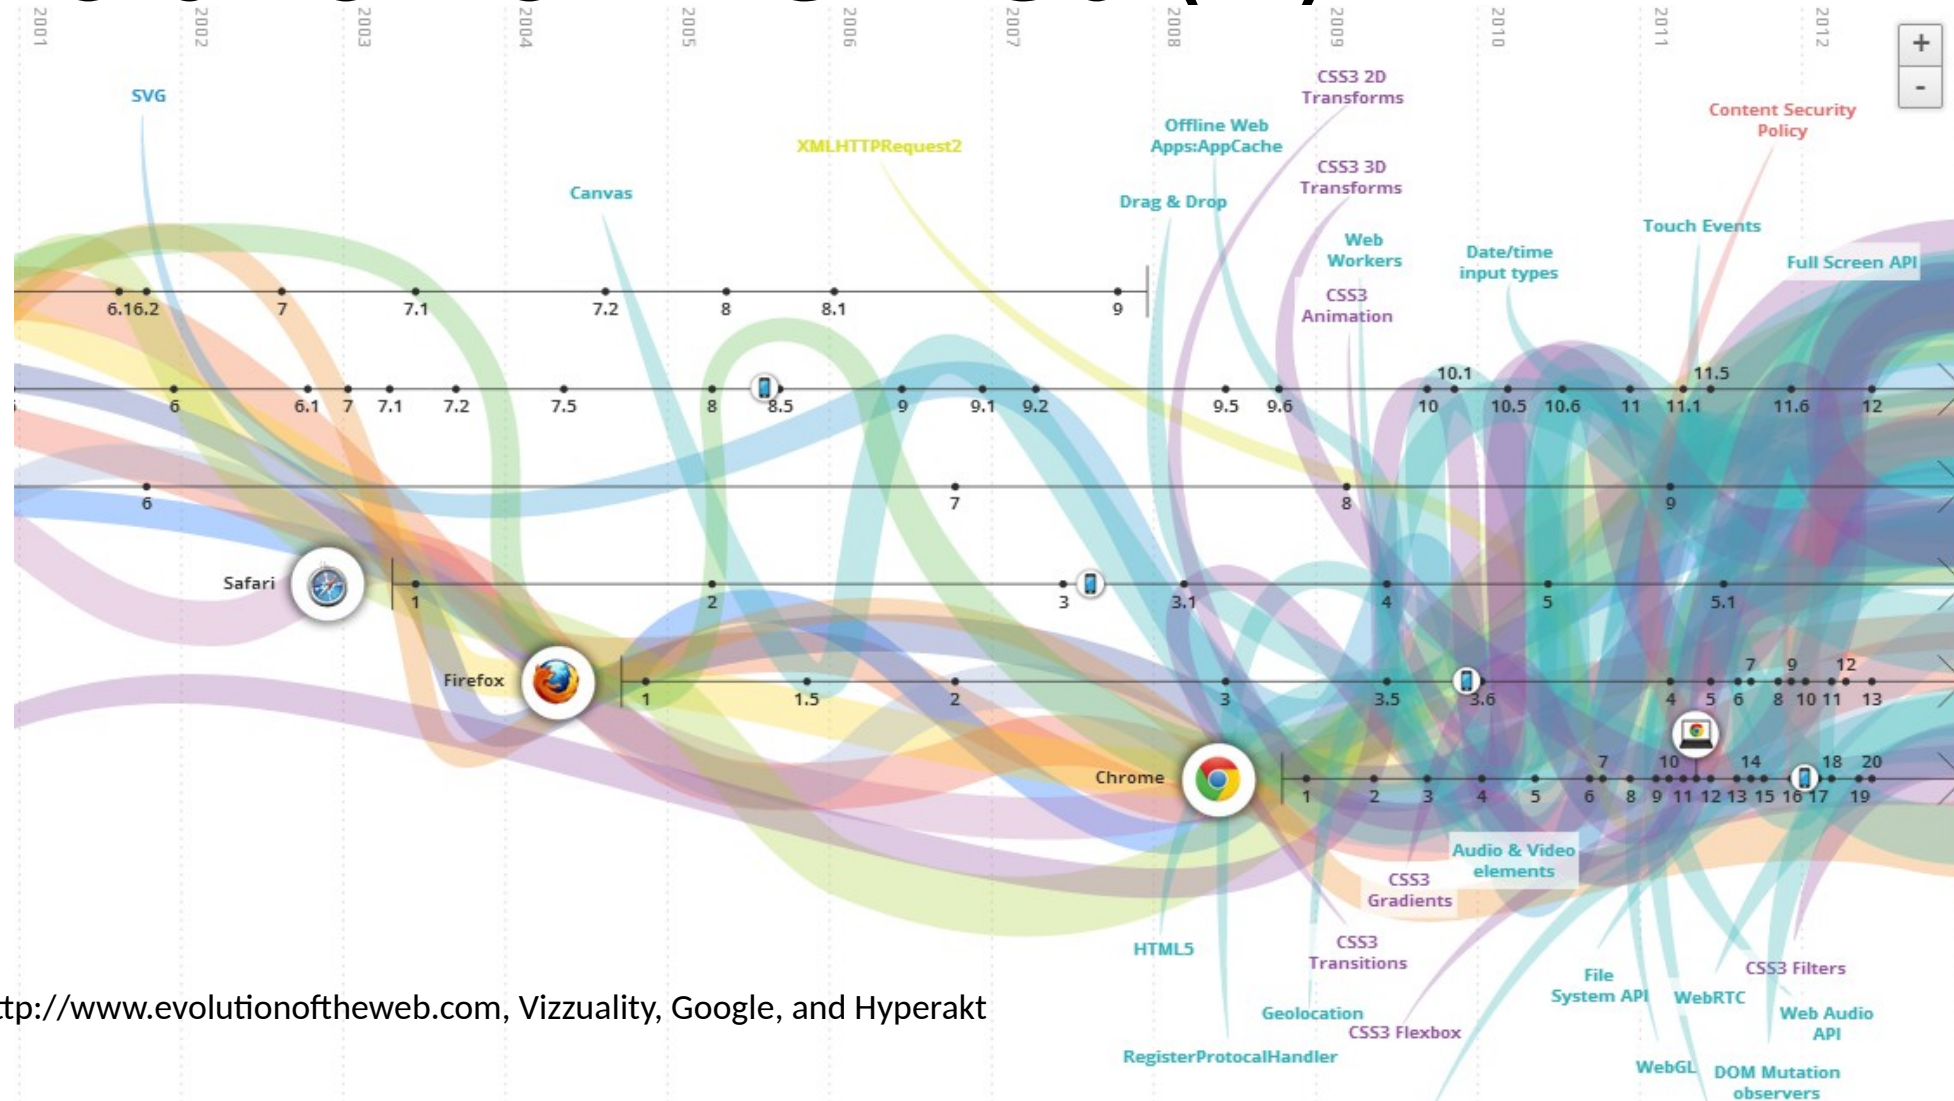 2001 2002 2003 2004 2005 2006 2007 2008 2009 2010 2011 2012
+
-
SVG
Canvas
XMLHTTPRequest2
Offline Web
Apps:AppCache
Drag & Drop
CSS3 2D
Transforms
CSS3 3D
Transforms
Web
Workers
CSS3
Animation
Date/time
input types
Content Security
Policy
Touch Events
Full Screen API
6.1 6.2 7 7.1 7.2 8 8.1 9
10.1 11.5
6 6.1 7 7.1 7.2 7.5 8 8.5 9 9.1 9.2 9.5 9.6 10 10.5 10.6 11 11.1 11.6 12
6 7 8 9
Safari
1 2 3 3.1 4 5 5.1
Firefox
7 9 12
1 1.5 2 3 3.5 3.6 4 5 6 8 10 11 13
Chrome
7 10 14 18 20
1 2 3 4 5 6 8 9 11 12 13 15 16 17 19
Audio & Video
elements
CSS3
Gradients
HTML5
CSS3
Transitions
Geolocation
CSS3 Flexbox
RegisterProtocalHandler
File
System API
WebRTC
CSS3 Filters
Web Audio
API
WebGL
DOM Mutation
observers
ttp://www.evolutionoftheweb.com, Vizzuality, Google, and Hyperakt